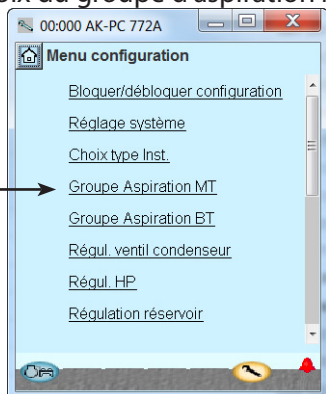 00:000 AK-PC 772A
Menu configuration
Bloquer/débloquer configuration
Réglage système
Choix type Inst.
Groupe Aspiration MT
Groupe Aspiration BT
Régul. ventil condenseur
Régul. HP
Régulation réservoir